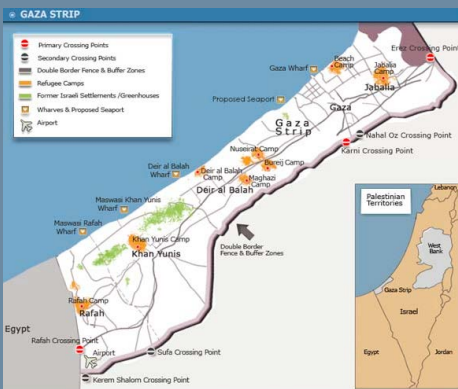 GAZA STRIP
Primary Crossing Points
Secondary Crossing Points
Double Border Fence & Buffer Zones
Refugee Camps
Former Israeli Settlements /Greenhouses
Wharves & Proposed Seaport
Airport
Erez Crossing Point
Beach
Camp
Gaza Wharf
Jabalia
Camp
Jabalia
Proposed Seaport
Gaza
Gaza
Strip
Nahal Oz Crossing Point
Karni Crossing Point
Nuseirat Camp
Bureij Camp
Deir al Balah
Wharf
Deir al Balah
Camp
Maghazi
Camp
Deir al Balah
Maswasi Khan Yunis
Wharf
Maswasi Rafah
Wharf
Khan Yunis Camp
Khan Yunis
Double Border
Fence & Buffer Zones
Rafah Camp
Rafah
Egypt
Rafah Crossing Point
Airport
Sufa Crossing Point
Kerem Shalom Crossing Point
Palestinian
Territories
Lebanon
West
Bank
Gaza Strip
Israel
Egypt
Jordan